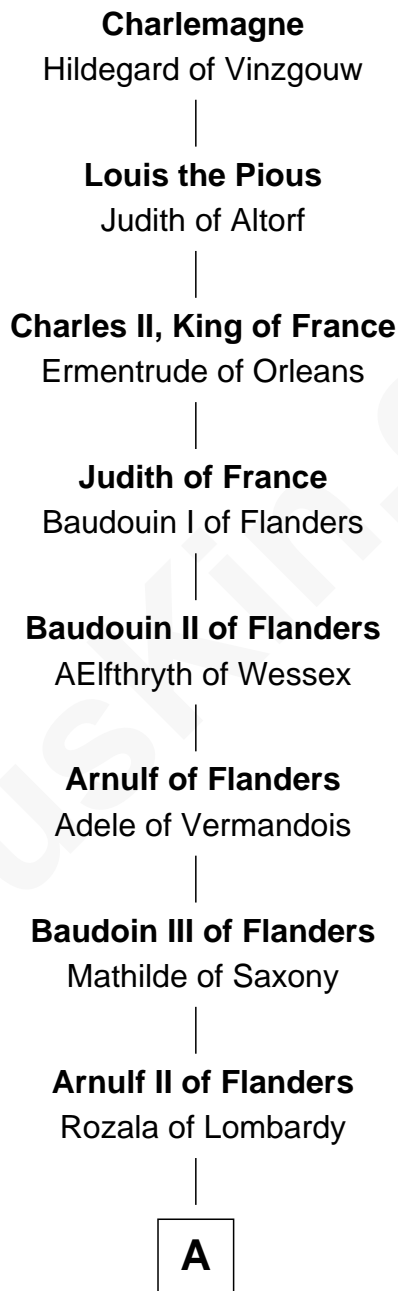 Charlemagne
Hildegard of Vinzgouw
Louis the Pious
Judith of Altorf
Charles II, King of France
Ermentrude of Orleans
Judith of France
Baudouin I of Flanders
Baudouin II of Flanders
AElfthryth of Wessex
Arnulf of Flanders
Adele of Vermandois
Baudoin III of Flanders
Mathilde of Saxony
Arnulf II of Flanders
Rozala of Lombardy
A